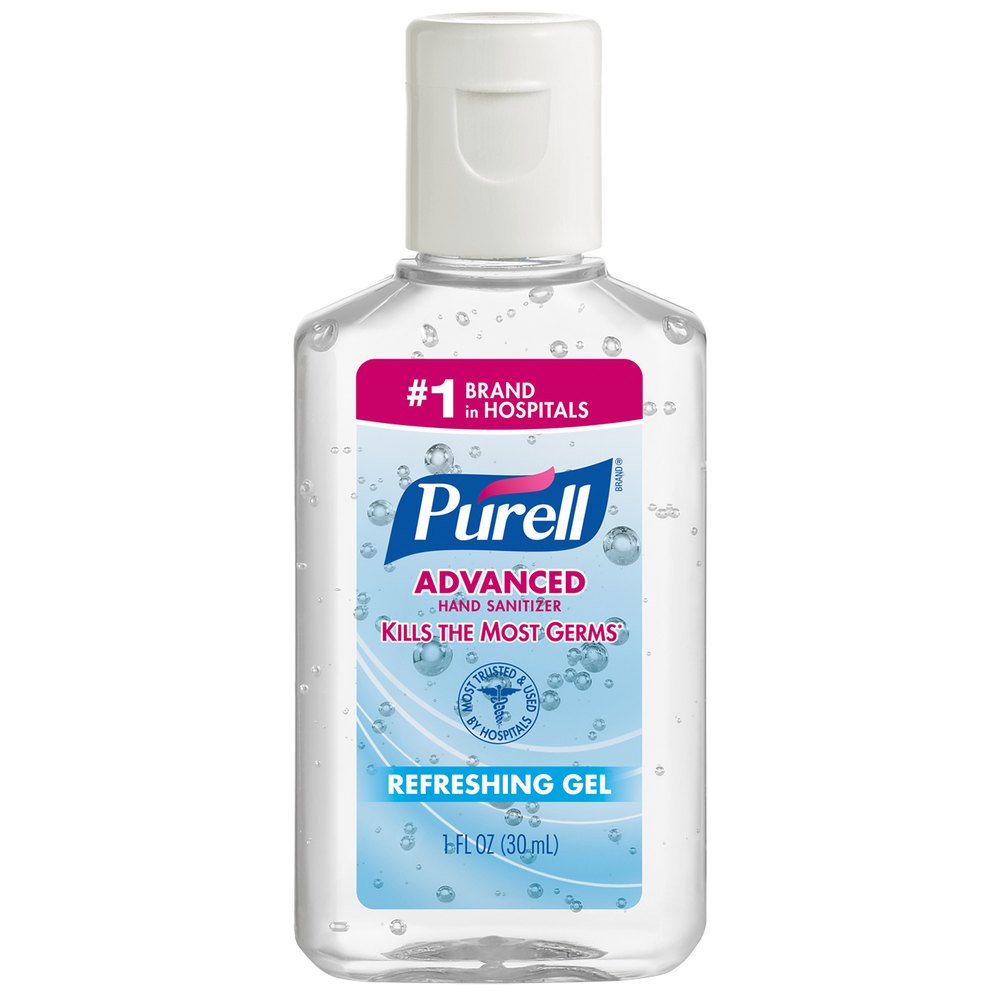 #1 BRAND
in HOSPITALS
Purell
BRAND®
ADVANCED
HAND SANITIZER
KILLS THE MOST GERMS*
MOST TRUSTED & USED
BY HOSPITALS
REFRESHING GEL
1 FL OZ (30 mL)